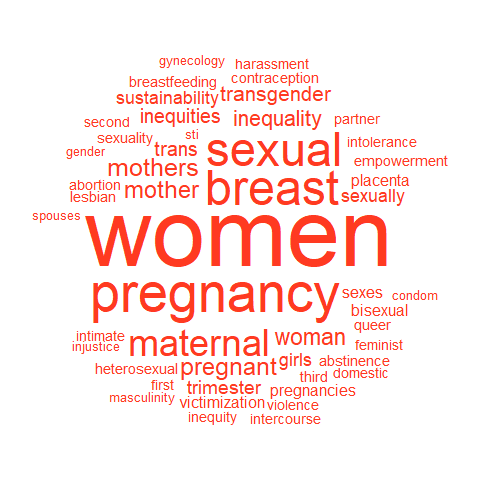 gynecology harassment
breastfeeding contraception
sustainability transgender
second inequities inequality partner
sexuality sti
gender trans sexual intolerance
mothers empowerment
abortion mother breast placenta
lesbian sexually
spouses women
pregnancy sexes condom
bisexual
intimate maternal woman queer
injustice feminist
heterosexual pregnant girls abstinence
first trimester third domestic
masculinity pregnancies
victimization violence
inequity intercourse